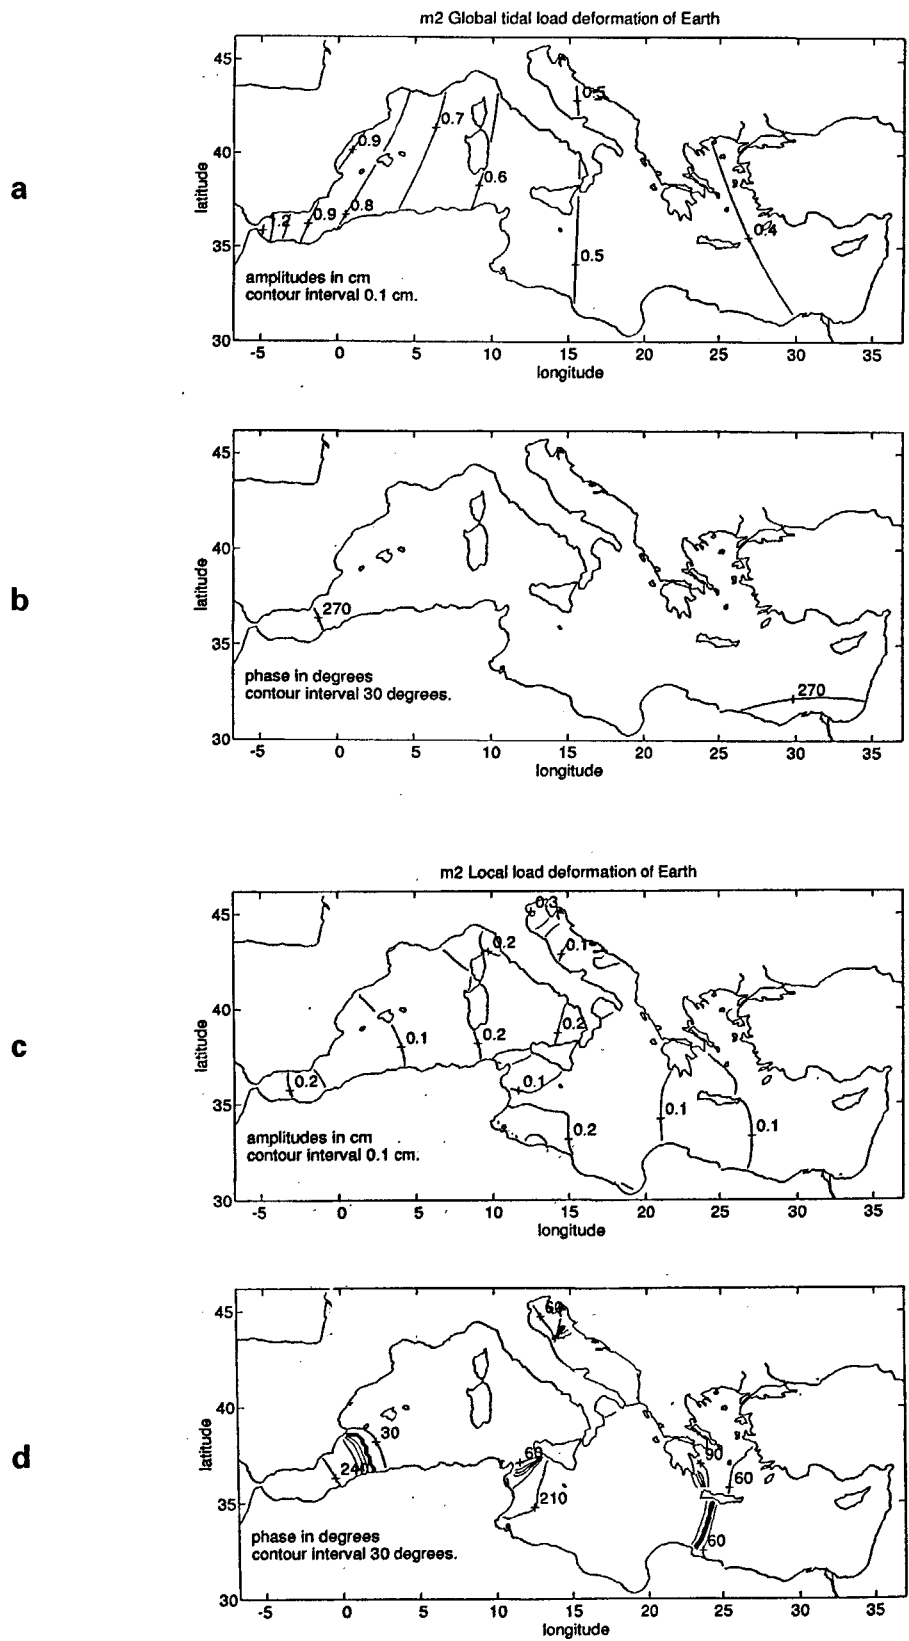 m2 Global tidal load deformation of Earth
a
latitude
45
40
35
30
0.5
0.7
0.9
0.6
0.8
0.9
.2
0.4
0.5
amplitudes in cm
contour interval 0.1 cm.
-5 0 5 10 15 20 25 30 35
longitude
b
latitude
45
40
35
30
270
270
phase in degrees
contour interval 30 degrees.
-5 0 5 10 15 20 25 30 35
longitude
m2 Local load deformation of Earth
c
latitude
45
40
35
30
0.3
0.2
0.1
0.2
0.2
0.1
0.2
0.1
0.1
0.2
0.1
amplitudes in cm
contour interval 0.1 cm.
-5 0 5 10 15 20 25 30 35
longitude
d
latitude
45
40
35
30
60
30
60
90
240
60
210
60
phase in degrees
contour interval 30 degrees.
-5 0 5 10 15 20 25 30 35
longitude